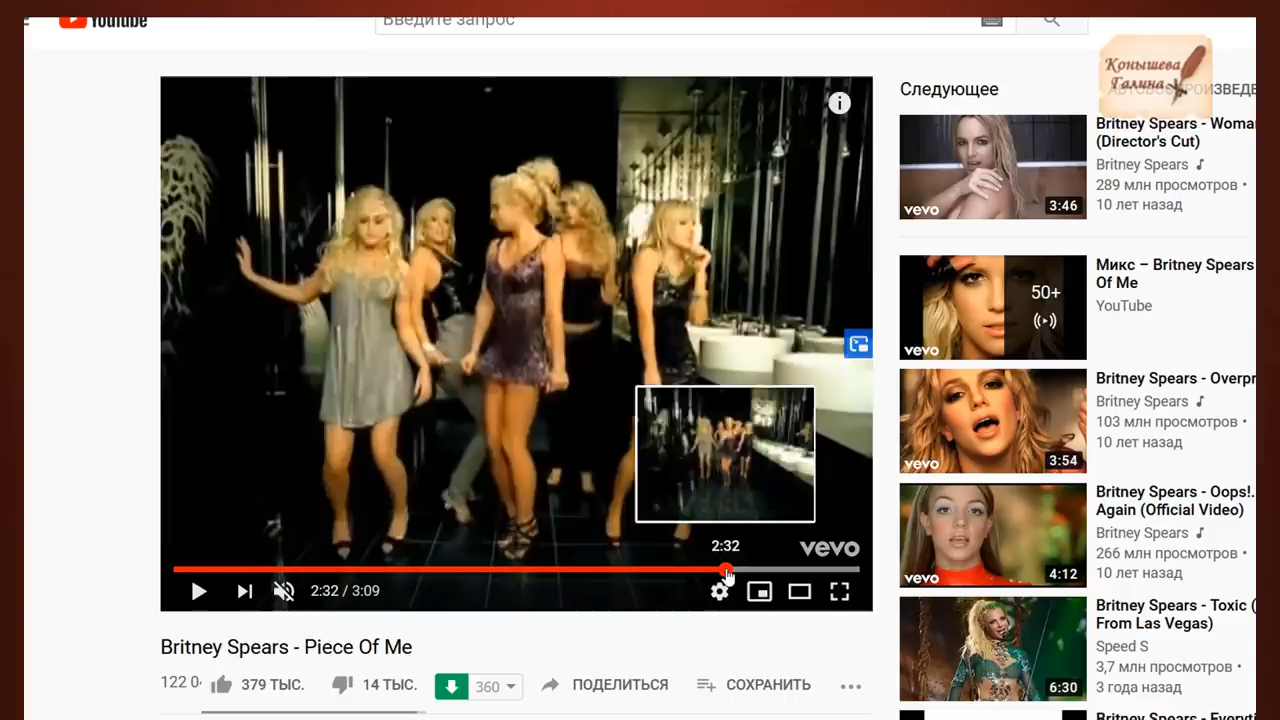 YouTube
Введите запрос
Конышева
Галина
Следующее
Britney Spears -
(Director's Cut)
Britney Spears
289 млн просмотров •
10 лет назад
vevo
3:46
Микс – Britney Spears
Of Me
YouTube
50+
vevo
Britney Spears -
Britney Spears
103 млн просмотров •
10 лет назад
vevo
3:54
Britney Spears - Oops!..
Again (Official Video)
Britney Spears
266 млн просмотров •
10 лет назад
vevo
4:12
Britney Spears - Toxic (
From Las Vegas)
Speed S
3,7 млн просмотров •
3 года назад
6:30
Britney Spears -
i
2:32
vevo
2:32 / 3:09
Britney Spears - Piece Of Me
379 ТЫС.
14 ТЫС.
360
ПОДЕЛИТЬСЯ
СОХРАНИТЬ